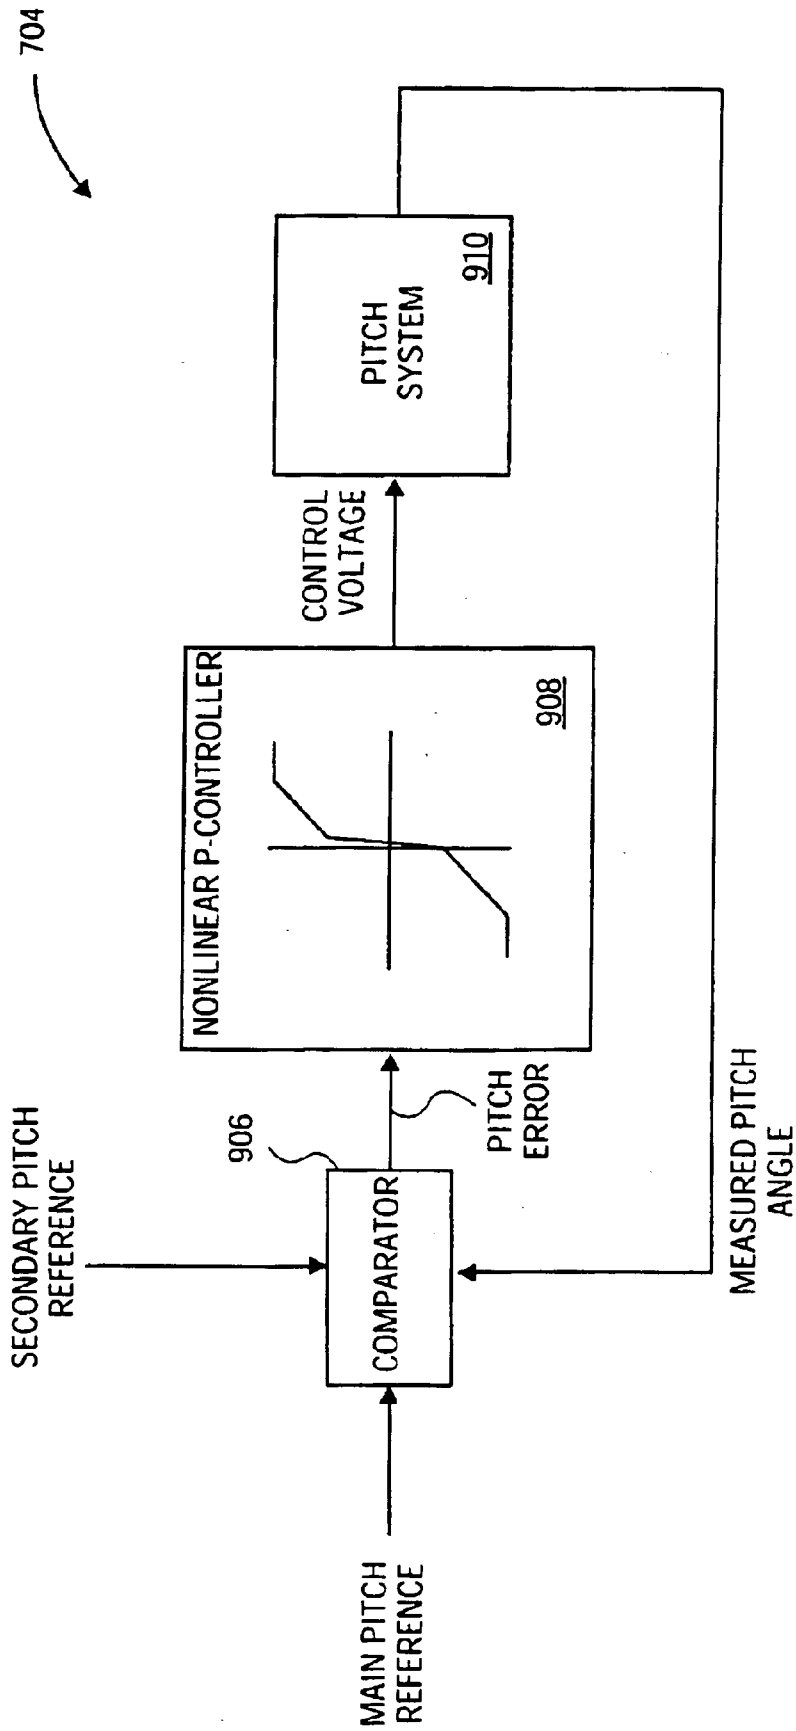 704
SECONDARY PITCH
REFERENCE
906
MAIN PITCH
REFERENCE
COMPARATOR
PITCH
ERROR
NONLINEAR P-CONTROLLER
908
CONTROL
VOLTAGE
PITCH
SYSTEM
910
MEASURED PITCH
ANGLE